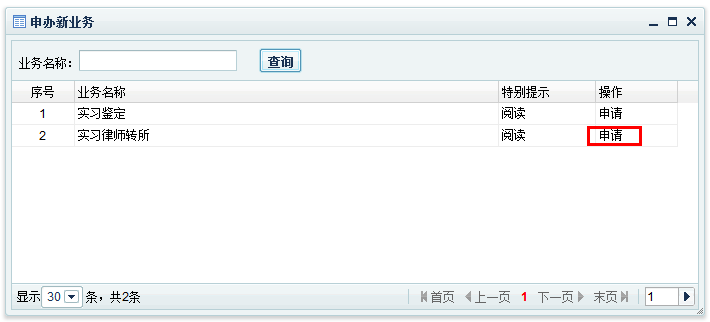 申办新业务
业务名称： 查询
序号 业务名称 特别提示 操作
1 实习鉴定 阅读 申请
2 实习律师转所 阅读 申请
显示 30 条，共2条 首页 上一页 1 下一页 末页 1